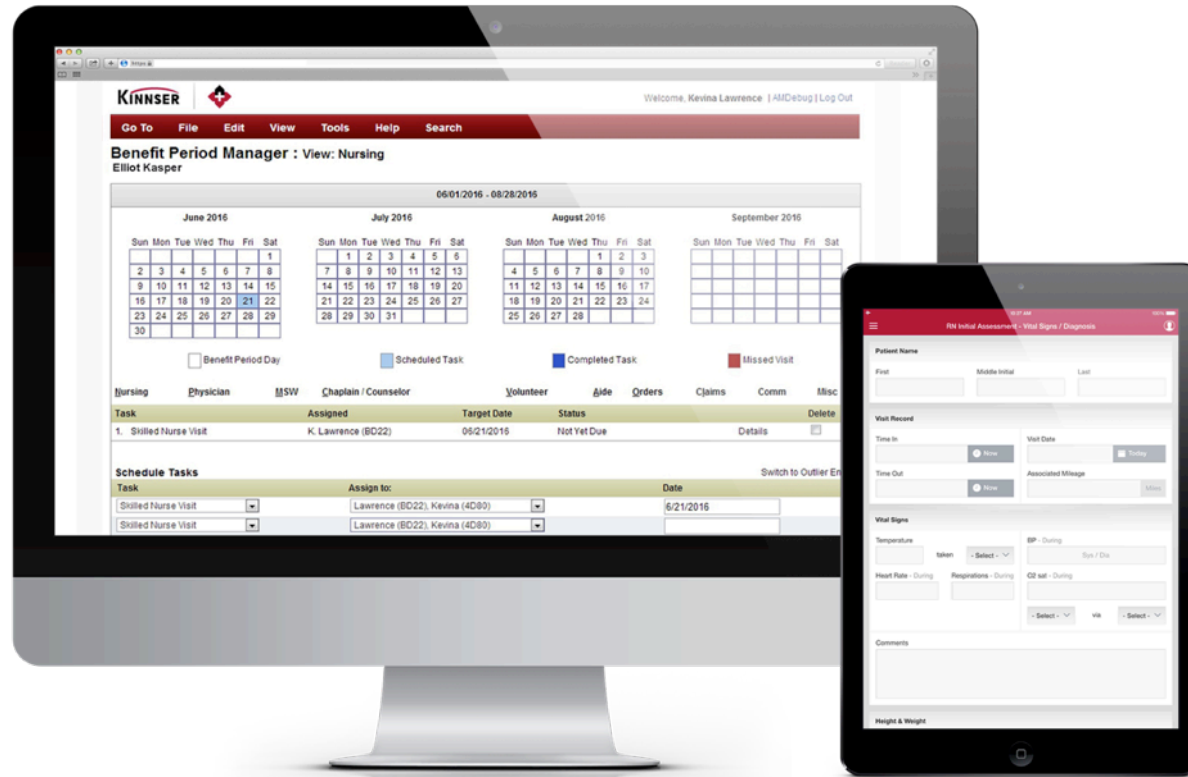 https
KINNSER
Welcome, Kevina Lawrence | AMDebug | Log Out
Go To File Edit View Tools Help Search
Benefit Period Manager : View: Nursing
Elliot Kasper
06/01/2016 - 08/28/2016
June 2016 July 2016 August 2016 September 2016
Sun Mon Tue Wed Thu Fri Sat Sun Mon Tue Wed Thu Fri Sat Sun Mon Tue Wed Thu Fri Sat Sun Mon Tue Wed Thu Fri Sat
1 1 2 3 4 5 6 1 2 3
2 3 4 5 6 7 8 7 8 9 10 11 12 13 4 5 6 7 8 9 10
9 10 11 12 13 14 15 14 15 16 17 18 19 20 11 12 13 14 15 16 17
16 17 18 19 20 21 22 21 22 23 24 25 26 27 18 19 20 21 22 23 24
23 24 25 26 27 28 29 28 29 30 31 25 26 27 28
30
Benefit Period Day Scheduled Task Completed Task Missed Visit
Nursing Physician MSW Chaplain / Counselor Volunteer Aide Orders Claims Comm Misc
Task Assigned Target Date Status Delete
1. Skilled Nurse Visit K. Lawrence (BD22) 06/21/2016 Not Yet Due Details
Schedule Tasks Switch to Outlier En
Task Assign to: Date
Skilled Nurse Visit Lawrence (BD22), Kevina (4D80) 6/21/2016
Skilled Nurse Visit Lawrence (BD22), Kevina (4D80)
10:37 AM 100%
RN Initial Assessment - Vital Signs / Diagnosis
Patient Name
First Middle Initial Last
Visit Record
Time In Visit Date
Now Today
Time Out Associated Mileage
Now Miles
Vital Signs
Temperature BP - During
taken - Select - Sys / Dia
Heart Rate - During Respirations - During O2 sat - During
- Select - via - Select -
Comments
Height & Weight